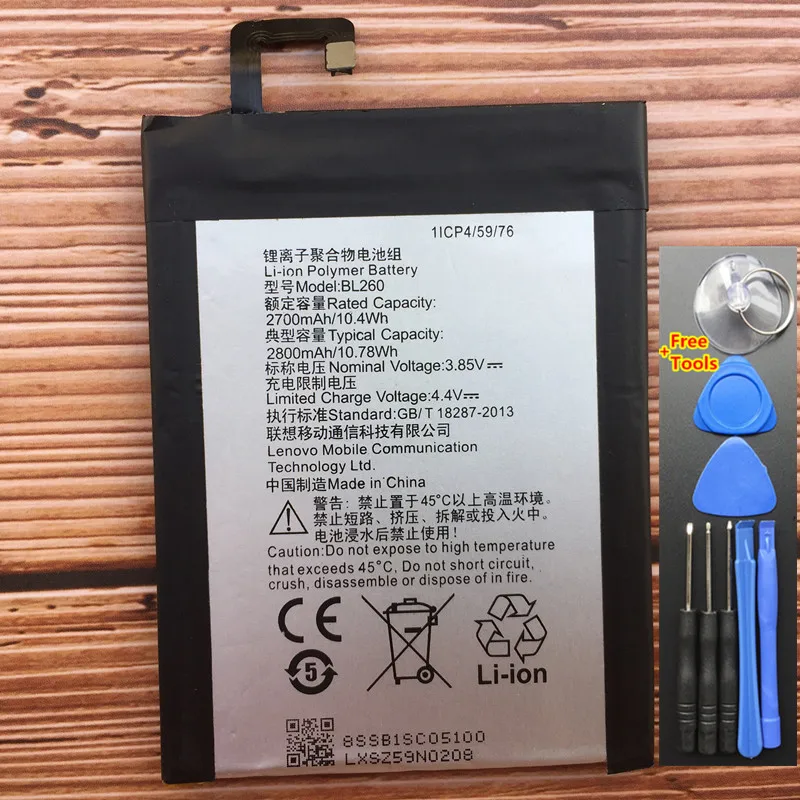 1ICP4/59/76
锂离子聚合物电池组
Li-ion Polymer Battery
型号Model:BL260
额定容量Rated Capacity:
2700mAh/10.4Wh
典型容量Typical Capacity:
2800mAh/10.78Wh
标称电压 Nominal Voltage:3.85V
充电限制电压
Limited Charge Voltage:4.4V
执行标准Standard:GB/T 18287-2013
联想移动通信科技有限公司
Lenovo Mobile Communication
Technology Ltd.
中国制造Made in China
警告: 禁止置于45°C以上高温环境。
禁止短路、挤压、拆解或投入火中。
电池浸水后禁止使用。
Caution:Do not expose to high temperature
that exceeds 45°C, Do not short circuit,
crush, disassemble or dispose of in fire.
CE
5
Li-ion
8SSB1SC05100
LXSZ59N0208
+Free
Tools